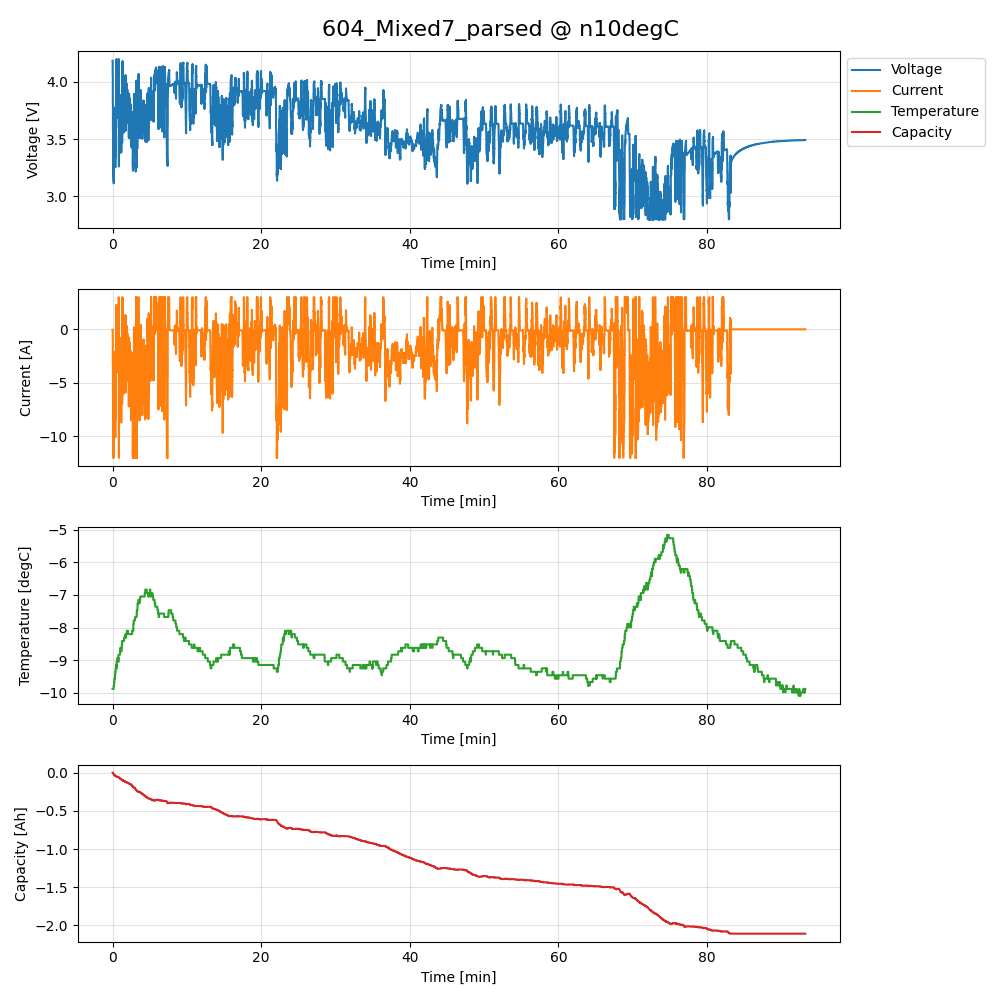 604_Mixed7_parsed @ n10degC
4.0
3.5
3.0
Voltage [V]
0 20 40 60 80
Time [min]
Voltage
Current
Temperature
Capacity
0
−5
−10
Current [A]
0 20 40 60 80
Time [min]
−5
−6
−7
−8
−9
−10
Temperature [degC]
0 20 40 60 80
Time [min]
0.0
−0.5
−1.0
−1.5
−2.0
Capacity [Ah]
0 20 40 60 80
Time [min]